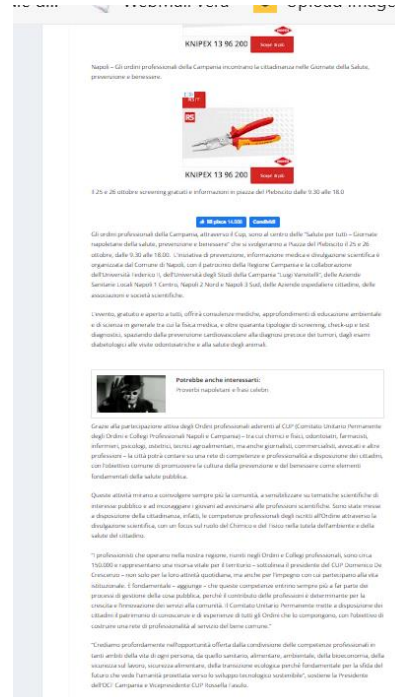 Webmail
Upload Image
KNIPEX 13 96 200
Napoli – Gli ordini professionali della Campania incontrano la cittadinanza nelle Giornate della Salute,
prevenzione e benessere.
RS
KNIPEX 13 96 200
Il 25 e 26 ottobre screening gratuiti e informazioni in piazza del Plebiscito dalle 9.30 alle 18.0
Mi piace Condividi
Gli ordini professionali della Campania, attraverso il Cup, sono al centro delle "Salute per tutti – Giornate
napoletane della salute, prevenzione e benessere" che si svolgeranno a Piazza del Plebiscito il 25 e 26
ottobre, dalle 9.30 alle 18.00. L'iniziativa di prevenzione, informazione medica e divulgazione scientifica è
organizzata dal Comune di Napoli, con il patrocinio della Regione Campania e la collaborazione
dell'Università Federico II, dell'Università degli Studi della Campania "Luigi Vanvitelli", delle Aziende
Sanitarie Locali Napoli 1 Centro, Napoli 2 Nord e Napoli 3 Sud, delle Aziende ospedaliere cittadine, delle
associazioni e società scientifiche.
L'evento, gratuito e aperto a tutti, offrirà consulenze mediche, approfondimenti di educazione ambientale
e di scienza in generale tra cui la fisica medica, e oltre quaranta tipologie di screening, check-up e test
diagnostici, spaziando dalla prevenzione cardiovascolare alla diagnosi precoce dei tumori, dagli esami
diabetologici alle visite odontoiatriche e alla salute degli animali.
Potrebbe anche interessarti:
Proverbi napoletani e frasi celebri
Grazie alla partecipazione attiva degli Ordini professionali aderenti al CUP (Comitato Unitario Permanente
degli Ordini e Collegi Professionali Napoli e Campania) – tra cui chimici e fisici, odontoiatri, farmacisti,
infermieri, psicologi, ostetrici, tecnici agroalimentari, ma anche giornalisti, commercialisti, avvocati e altre
professioni – la città potrà contare su una rete di competenze e professionalità a disposizione dei cittadini,
con l'obiettivo comune di promuovere la cultura della prevenzione e del benessere come elementi
fondamentali della salute pubblica.
Queste attività mirano a coinvolgere sempre più la comunità, a sensibilizzare su tematiche scientifiche di
interesse pubblico e ad incoraggiare i giovani ad avvicinarsi alle professioni scientifiche. Sono state messe
a disposizione della cittadinanza, infatti, le competenze professionali degli iscritti all'Ordine attraverso la
divulgazione scientifica, con un focus sul ruolo del Chimico e del Fisico nella tutela dell'ambiente e della
salute del cittadino.
"I professionisti che operano nella nostra regione, riuniti negli Ordini e Collegi professionali, sono circa
150.000 e rappresentano una risorsa vitale per il territorio – sottolinea il presidente del CUP Domenico De
Crescenzo – non solo per la loro attività quotidiana, ma anche per l'impegno con cui partecipano alla vita
istituzionale. È fondamentale – aggiunge – che queste competenze entrino sempre più a far parte dei
processi di gestione della cosa pubblica, perché il contributo delle professioni è determinante per la
crescita e l'innovazione dei servizi alla comunità. Il Comitato Unitario Permanente mette a disposizione dei
cittadini il patrimonio di conoscenze e di esperienze di tutti gli Ordini che lo compongono, con l'obiettivo di
costruire una rete di professionalità al servizio del bene comune."
"Crediamo profondamente nell'opportunità offerta dalla condivisione delle competenze professionali in
tanti ambiti della vita di ogni persona, da quello sanitario, alimentare, ambientale, della bioeconomia, della
sicurezza sul lavoro, sicurezza alimentare, della transizione ecologica perché fondamentale per la sfida del
futuro che vede l'umanità proiettata verso lo sviluppo tecnologico sostenibile", sostiene la Presidente
dell'OCF Campania e Vicepresidente CUP Rossella Fasulo.